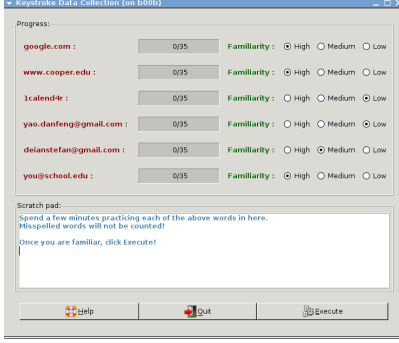 Keystroke Data Collection (on b00b)
Progress:
google.com : 0/35 Familiarity : High Medium Low
www.cooper.edu : 0/35 Familiarity : High Medium Low
1calend4r : 0/35 Familiarity : High Medium Low
yao.danfeng@gmail.com : 0/35 Familiarity : High Medium Low
deianstefan@gmail.com : 0/35 Familiarity : High Medium Low
you@school.edu : 0/35 Familiarity : High Medium Low
Scratch pad:
Spend a few minutes practicing each of the above words in here.
Misspelled words will not be counted!
Once you are familiar, click Execute!
Help Quit Execute